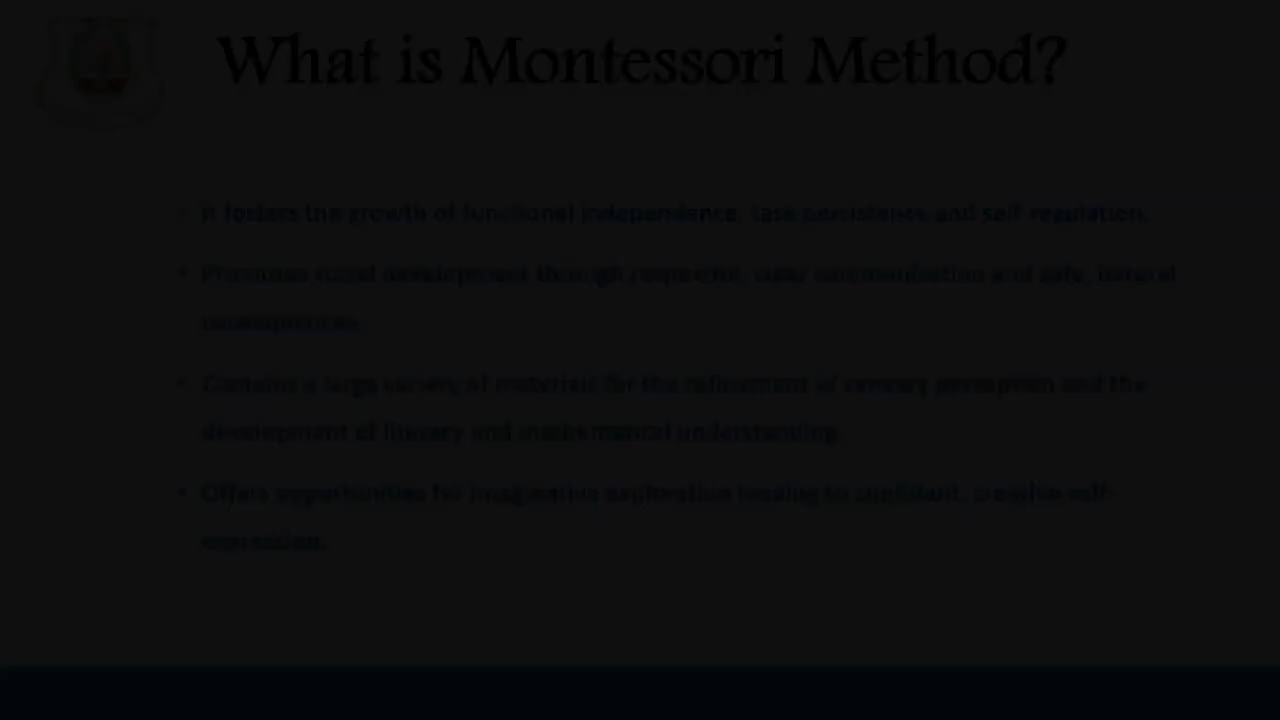 What is Montessori Method?
• It fosters the growth of functional independence, task persistence and self-regulation.
• Promotes social development through respectful, clear communication and safe, natural
consequences.
• Contains a large variety of materials for the refinement of sensory perception and the
development of literacy and mathematical understanding.
• Offers opportunities for imaginative exploration leading to confident, creative self-
expression.